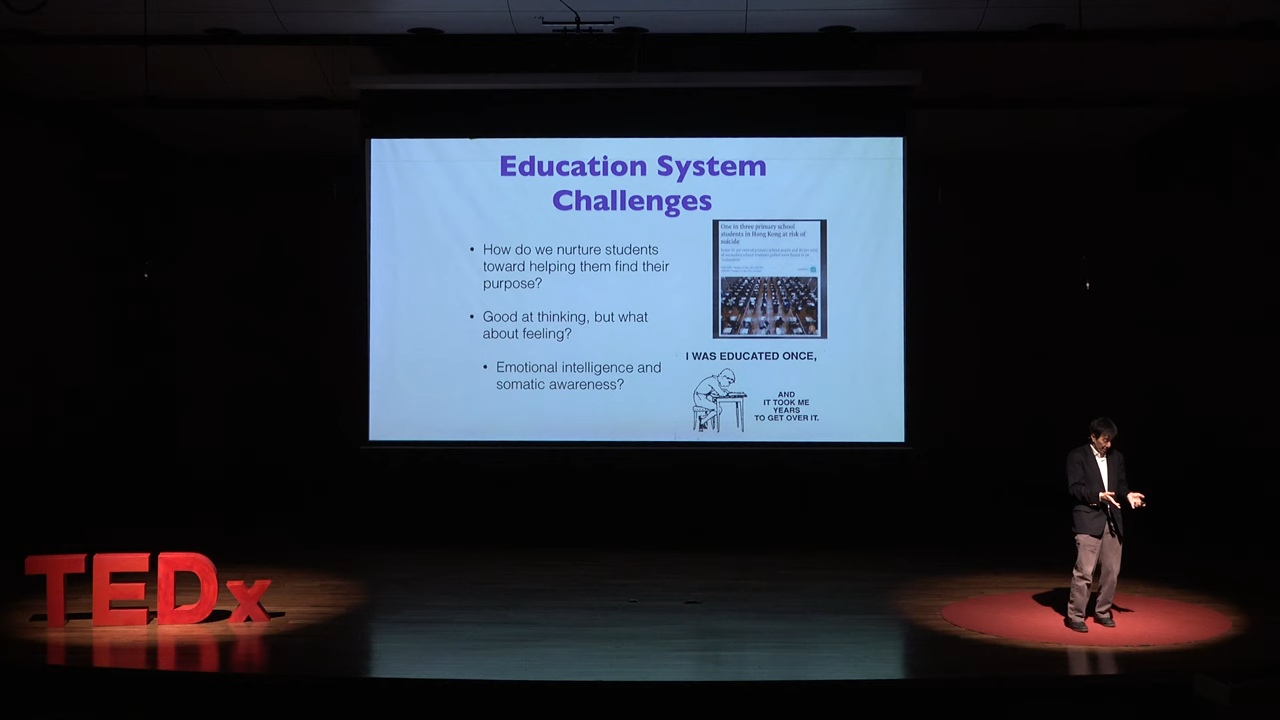 Education System
Challenges
• How do we nurture students
toward helping them find their
purpose?
• Good at thinking, but what
about feeling?
• Emotional intelligence and
somatic awareness?
One in three primary school
students in Hong Kong at risk of
suicide
I WAS EDUCATED ONCE,
AND
IT TOOK ME
YEARS
TO GET OVER IT.
TEDx